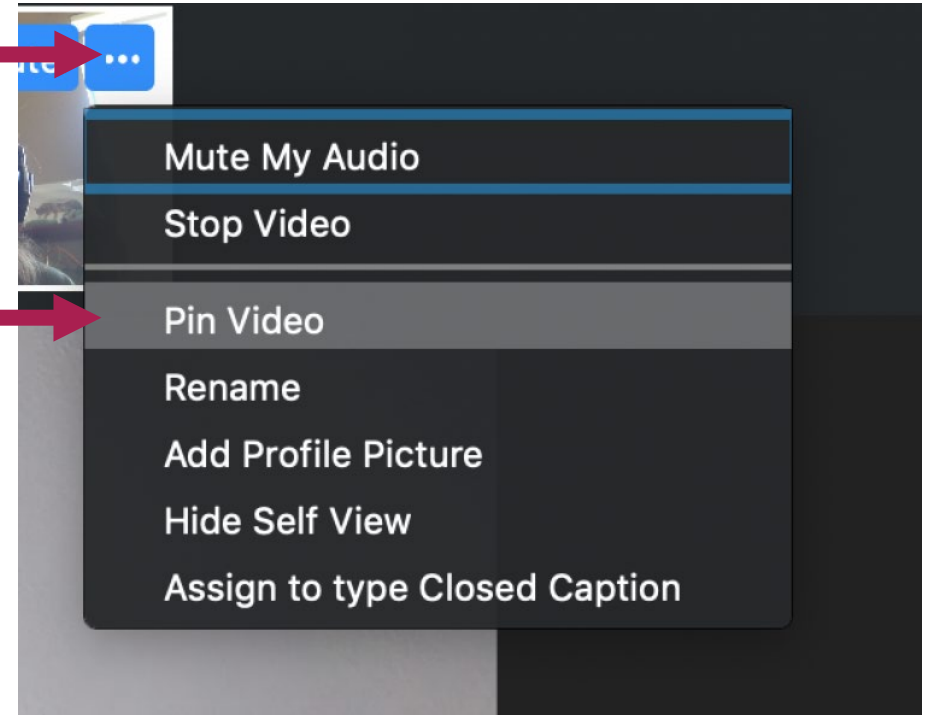 Mute My Audio
Stop Video
Pin Video
Rename
Add Profile Picture
Hide Self View
Assign to type Closed Caption